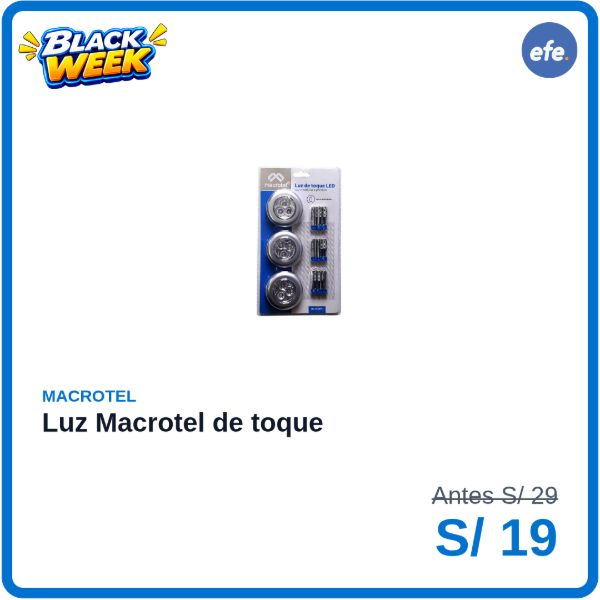 BLACK
WEEK
efe.
Macrotel
Luz de toque LED
MACROTEL
Luz Macrotel de toque
Antes S/ 29
S/ 19